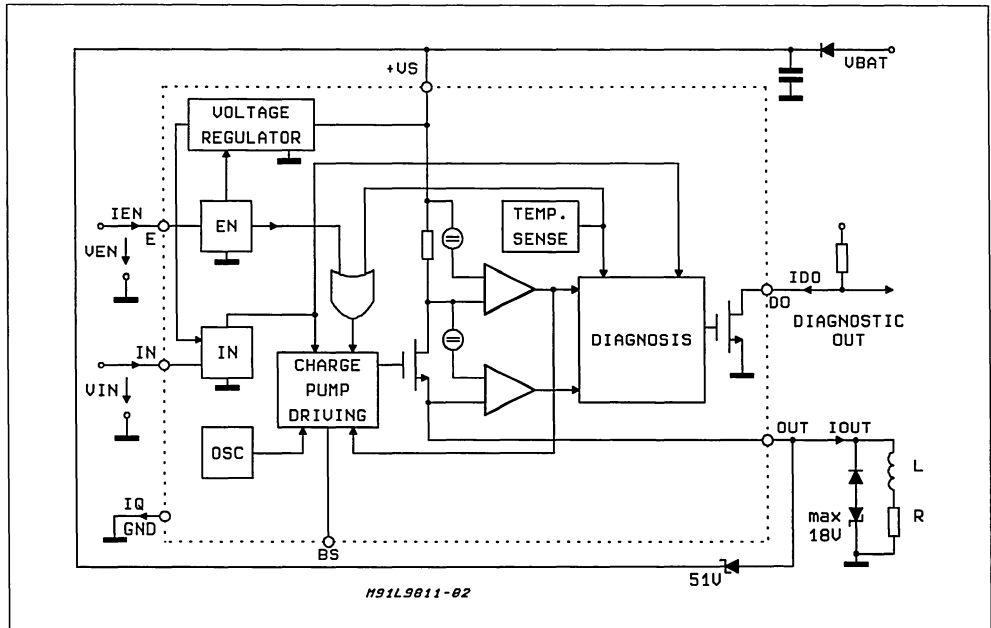 +VS
VBAT
VOLTAGE
REGULATOR
IEN
E
EN
VEN
TEMP.
SENSE
IDO
DO
DIAGNOSTIC
OUT
IN
IN
VIN
CHARGE
PUMP
DRIVING
DIAGNOSIS
OSC
OUT
IOUT
L
R
max
18V
IQ
GND
BS
51V
M91L9811-02